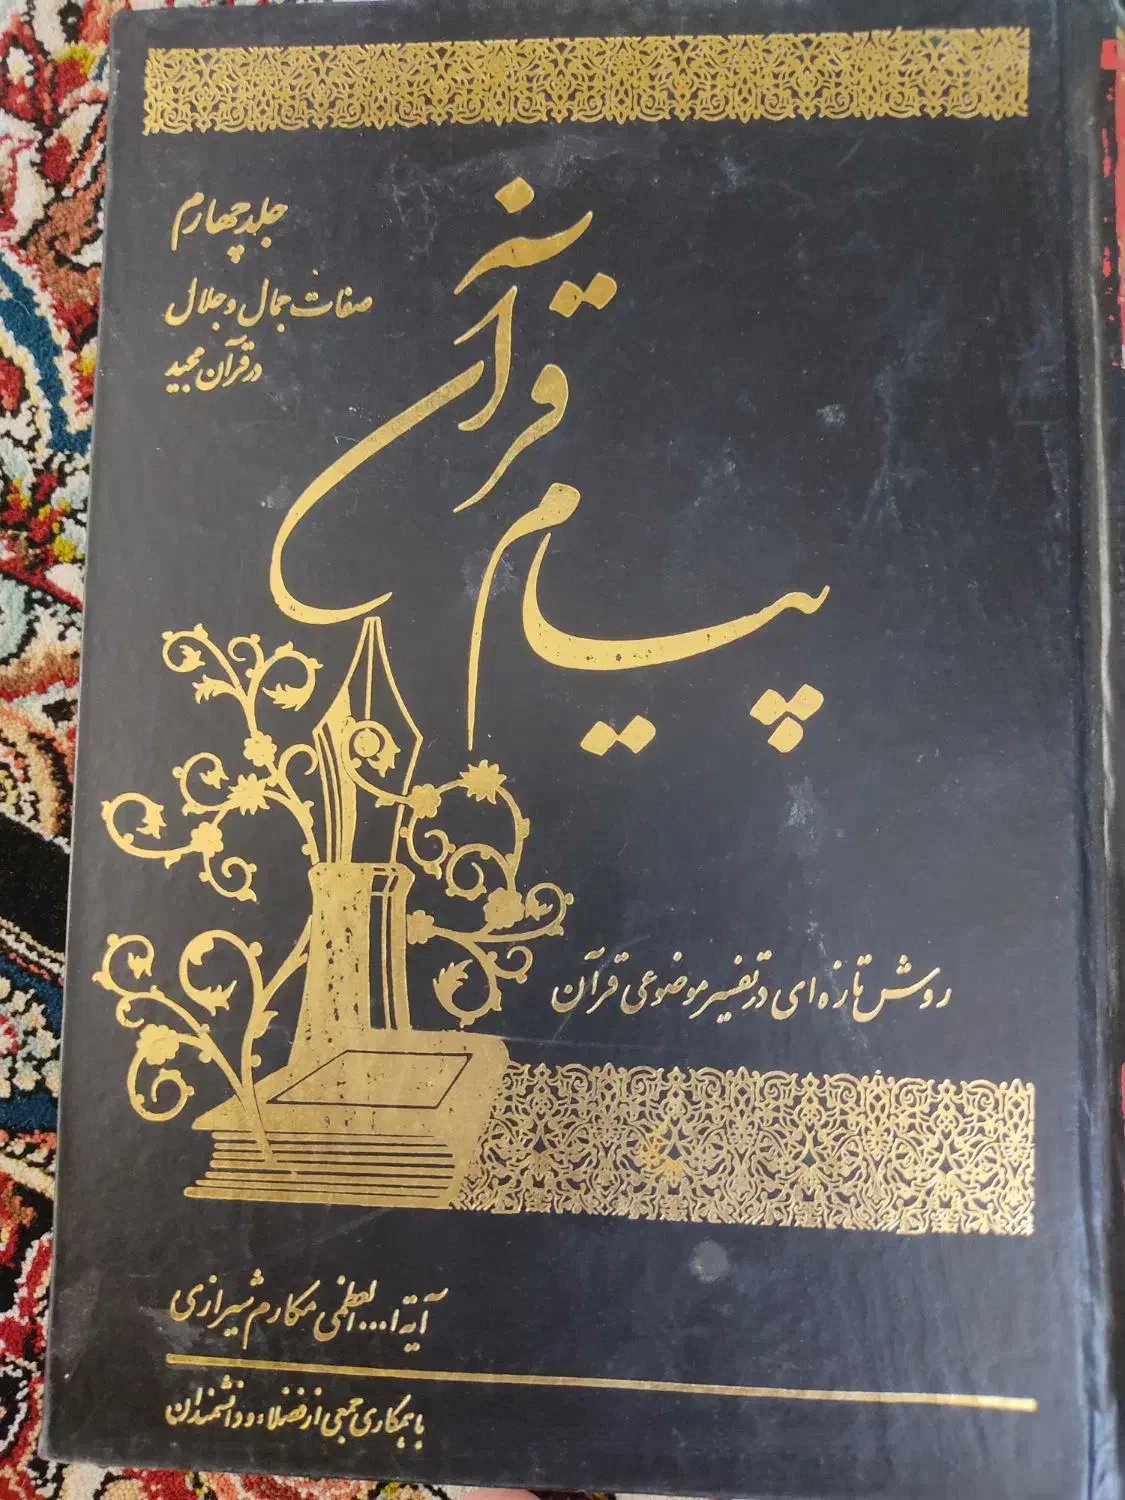 جلد چهارم
صفات جمال و جلال
در قرآن مجید
پیام قرآن
روش تازه ای در تفسیر موضوعی قرآن
آیة ا... العظمی مکارم شیرازی
با همکاری جمعی از فضلاء و دانشمندان